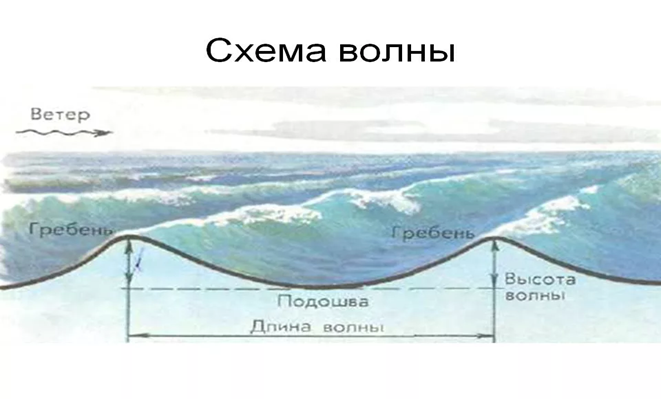 Схема волны
Ветер
Гребень
Гребень
Высота
волны
Подошва
Длина волны